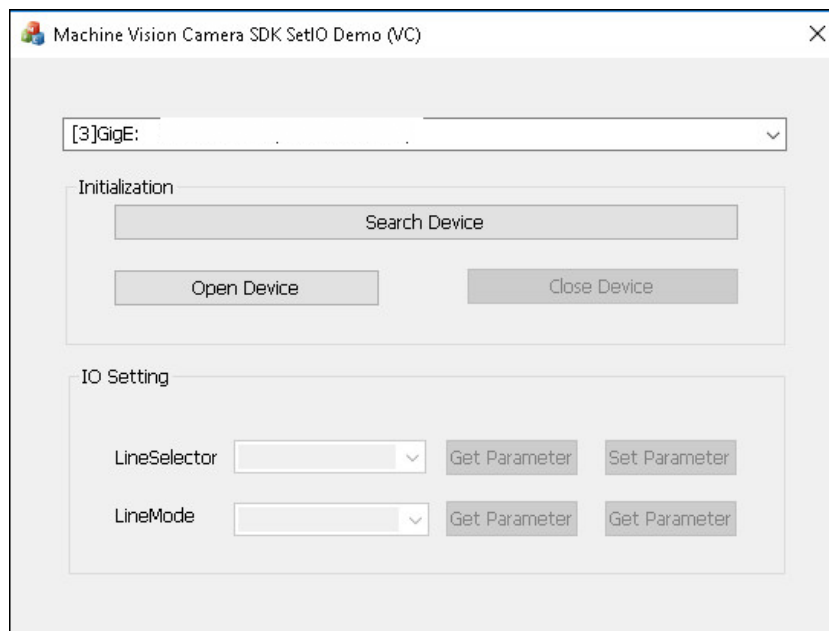 Machine Vision Camera SDK SetIO Demo (VC)
[3]GigE:
Initialization
Search Device
Open Device Close Device
IO Setting
LineSelector Get Parameter Set Parameter
LineMode Get Parameter Get Parameter